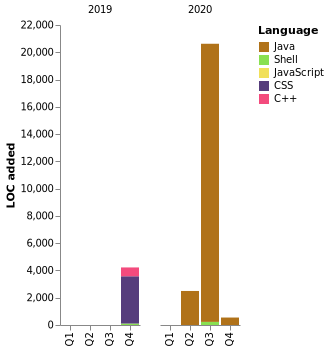 2019 2020
Language
Java
Shell
JavaScript
CSS
C++
LOC added
22,000
20,000
18,000
16,000
14,000
12,000
10,000
8,000
6,000
4,000
2,000
0
Q1 Q2 Q3 Q4 Q1 Q2 Q3 Q4